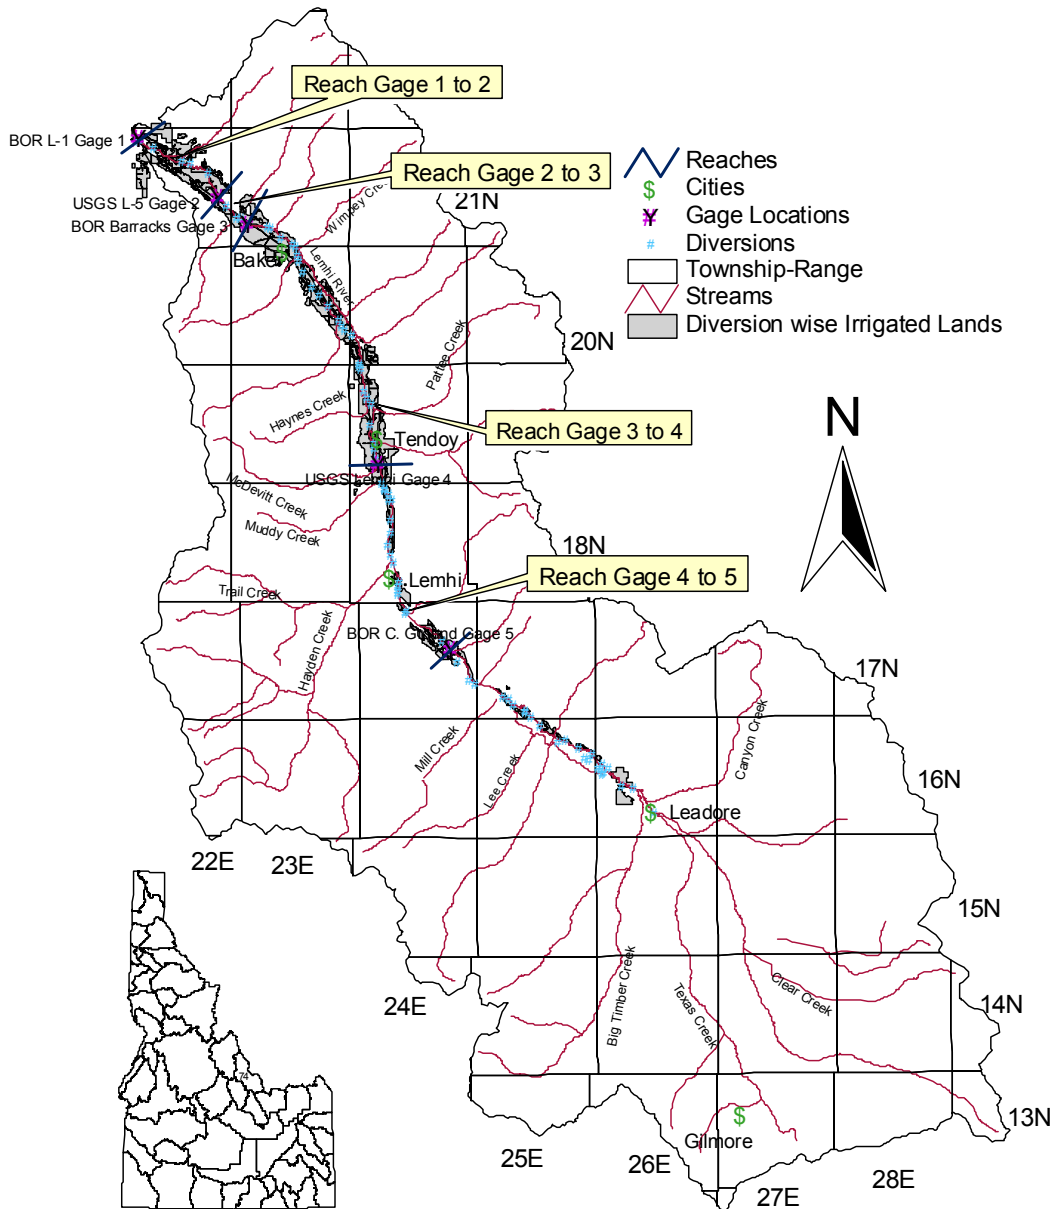 Reach Gage 1 to 2
BOR L-1 Gage 1
Reach Gage 2 to 3
Reaches
Cities
Gage Locations
Diversions
Township-Range
Streams
Diversion wise Irrigated Lands
USGS L-5 Gage 2
21N
BOR Barracks Gage 3
Wimpey
Baker
Lemhi River
20N
Pattee Creek
Haynes Creek
N
Reach Gage 3 to 4
Tendoy
USGS Lemhi Gage 4
McDevitt Creek
Muddy Creek
18N
Reach Gage 4 to 5
Lemhi
Trail Creek
BOR C. Gage 5
Hayden Creek
17N
Mill Creek
Lee Creek
Canyon Creek
16N
Leadore
22E
23E
15N
74
24E
Big Timber Creek
Texas Creek
Clear Creek
14N
13N
Gilmore
25E
26E
27E
28E